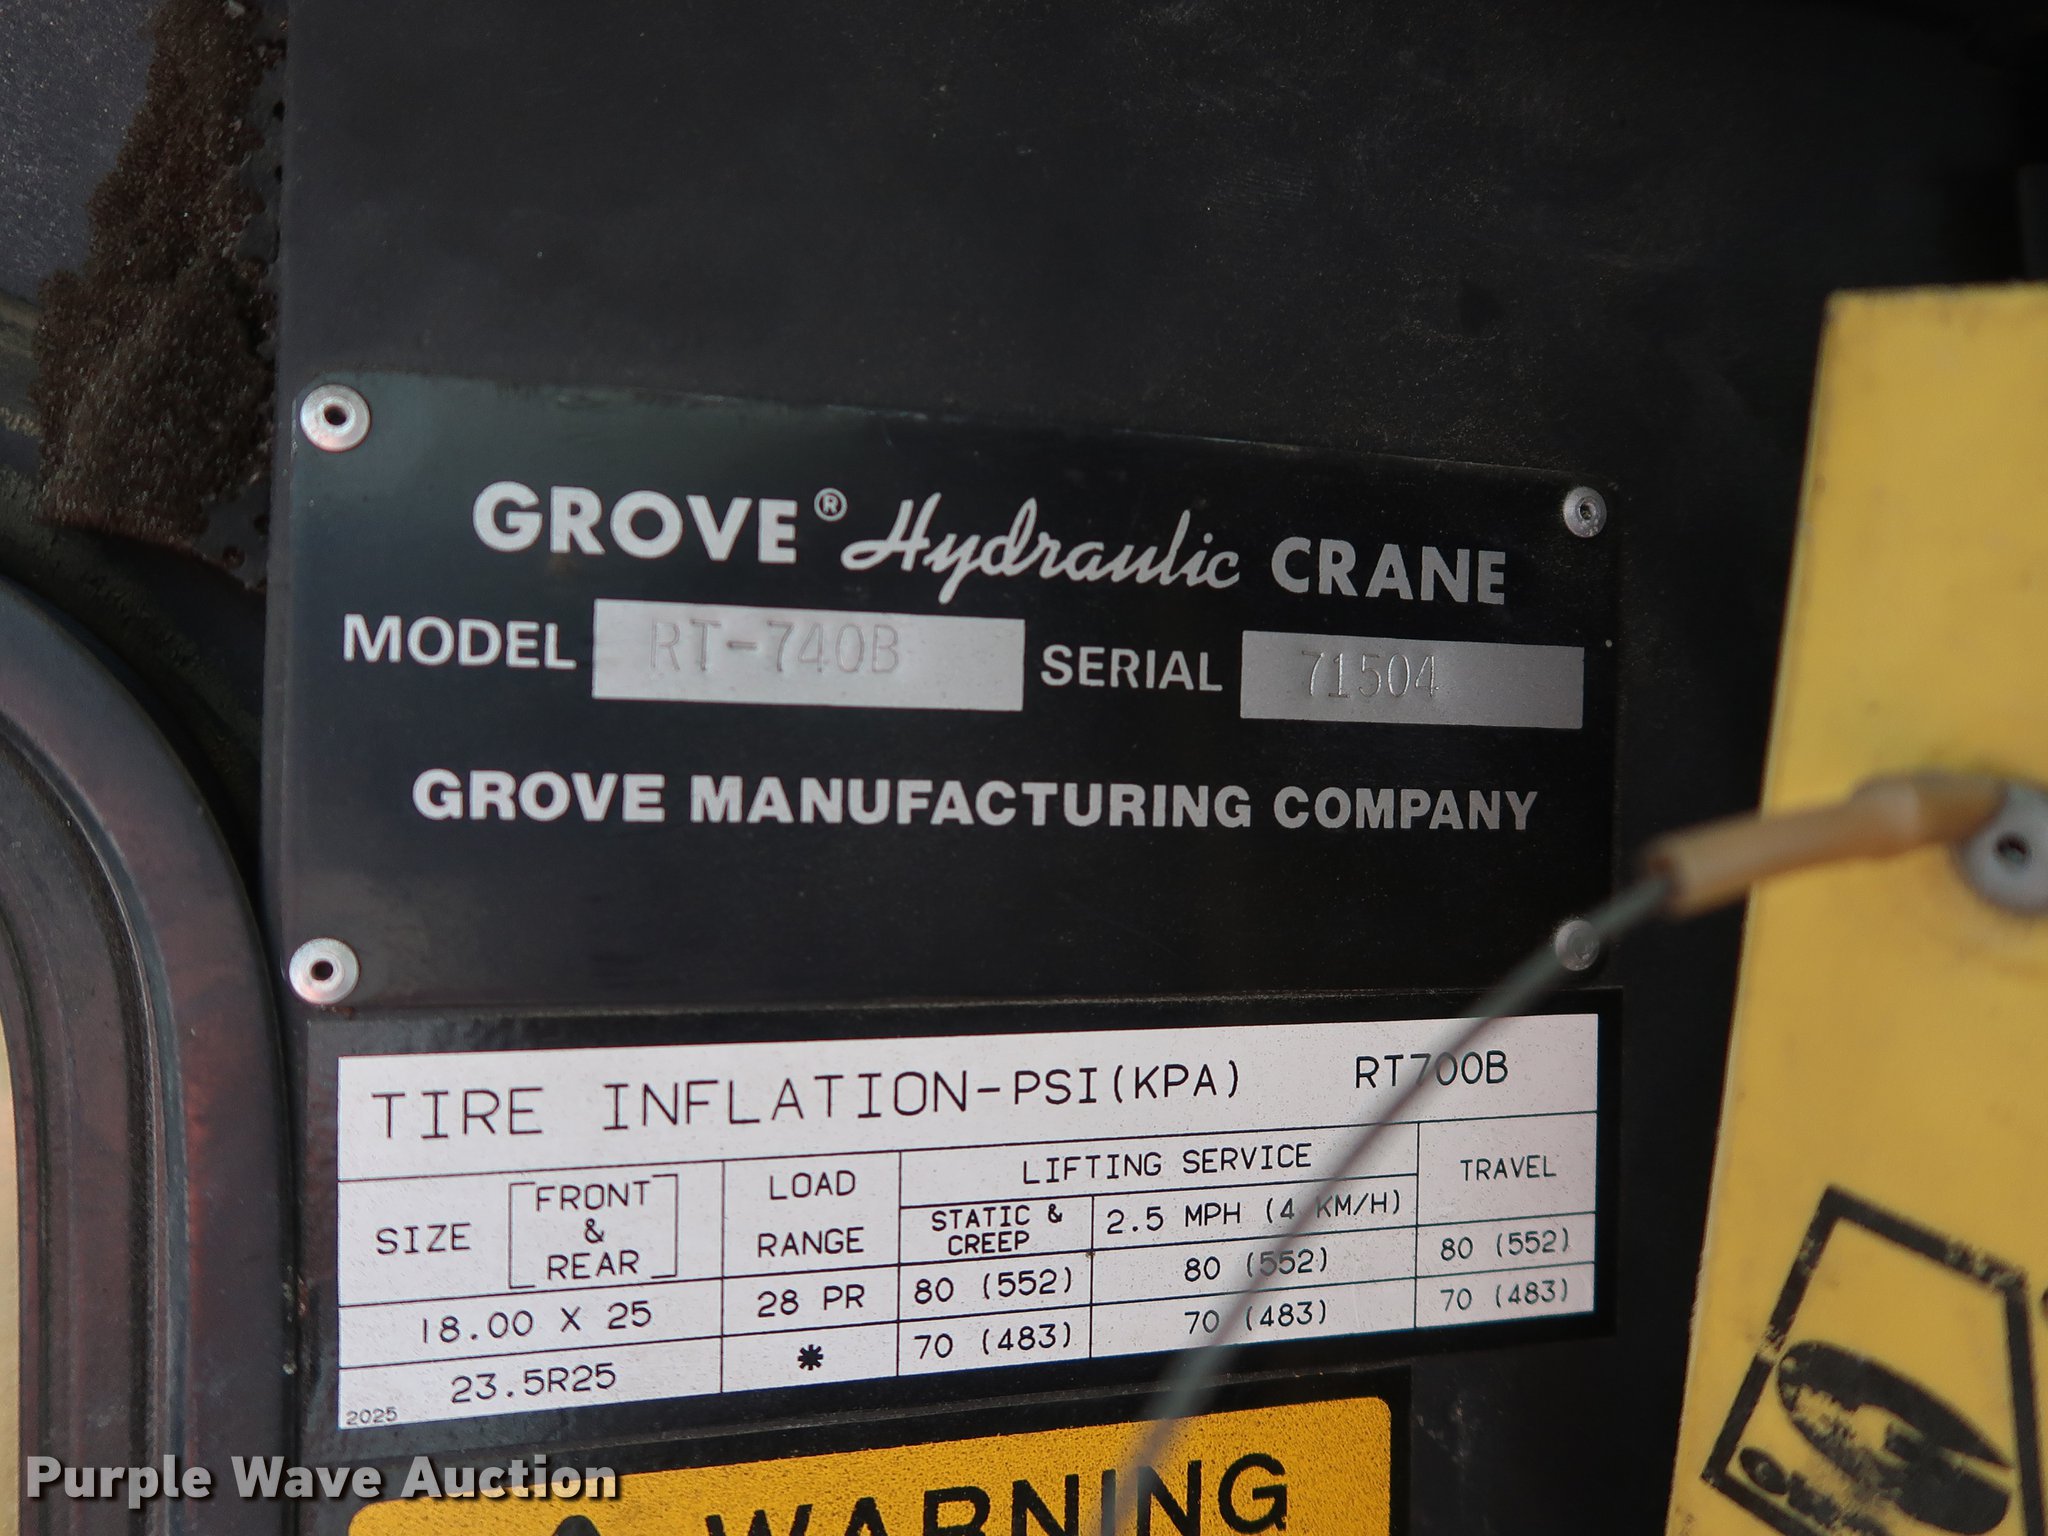 GROVE® Hydraulic CRANE
MODEL RT-740B SERIAL 71504
GROVE MANUFACTURING COMPANY
TIRE INFLATION-PSI(KPA) RT700B
SIZE [FRONT & REAR] LOAD RANGE LIFTING SERVICE TRAVEL
STATIC & CREEP 2.5 MPH (4 KM/H)
18.00 X 25 28 PR 80 (552) 80 (552) 80 (552)
23.5R25 * 70 (483) 70 (483) 70 (483)
2025
WARNING
Purple Wave Auction